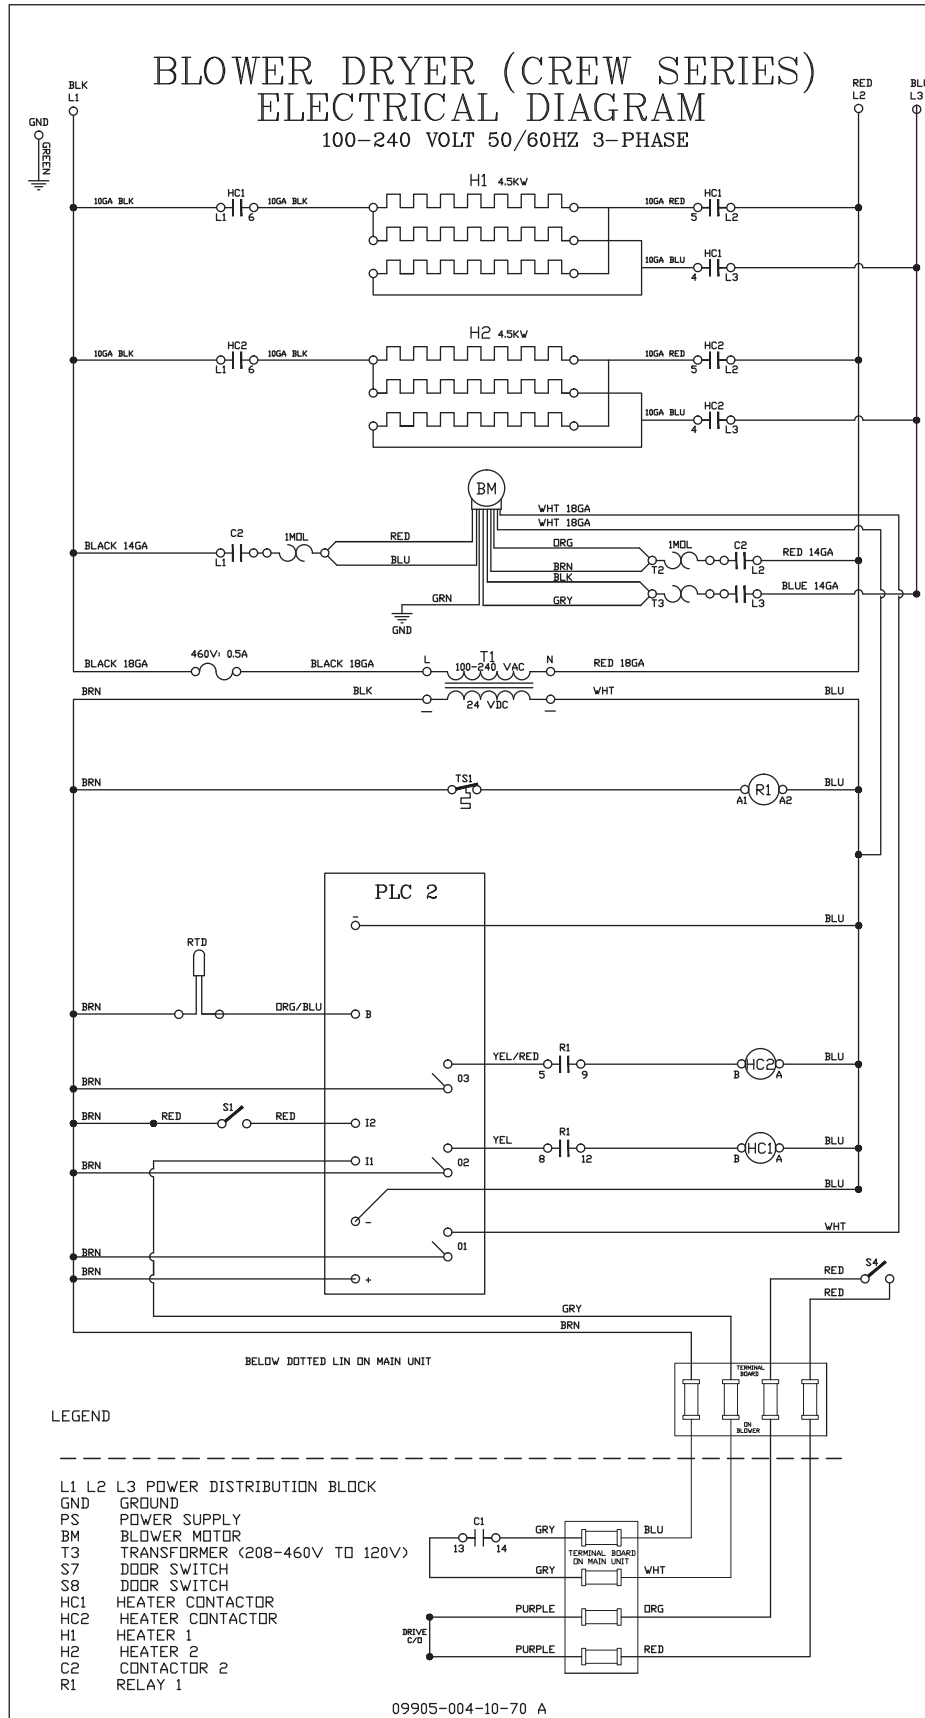 BLOWER DRYER (CREW SERIES)
ELECTRICAL DIAGRAM
100-240 VOLT 50/60HZ 3-PHASE
BLK
L1
RED
L2
L3
GND
GREEN
H1 4.5KW
10GA BLK
HC1
L1 6
10GA BLK
10GA RED
HC1
5 L2
10GA BLU
HC1
4 L3
H2 4.5KW
10GA BLK
HC2
L1 6
10GA BLK
10GA RED
HC2
5 L2
10GA BLU
HC2
4 L3
BM
WHT 18GA
WHT 18GA
BLACK 14GA
C2
L1
1MOL
RED
BLU
ORG
BRN
BLK
GRY
GRN
GND
1MOL
T2
C2
L2
RED 14GA
T3
L3
BLUE 14GA
BLACK 18GA
460V: 0.5A
BLACK 18GA
L
T1
100-240 VAC
N
RED 18GA
BRN
BLK
24 VDC
WHT
BLU
BRN
TS1
R1
A1 A2
BLU
PLC 2
-
BLU
RTD
BRN
ORG/BLU
B
YEL/RED
R1
5 9
HC2
B A
BLU
BRN
O3
BRN
RED
S1
RED
I2
YEL
R1
8 12
HC1
B A
BLU
I1
BRN
O2
BLU
-
WHT
BRN
O1
BRN
+
RED
S4
RED
GRY
BRN
BELOW DOTTED LIN ON MAIN UNIT
TERMINAL
BOARD
ON
BLOWER
LEGEND
L1 L2 L3 POWER DISTRIBUTION BLOCK
GND GROUND
PS POWER SUPPLY
BM BLOWER MOTOR
T3 TRANSFORMER (208-460V TO 120V)
S7 DOOR SWITCH
S8 DOOR SWITCH
HC1 HEATER CONTACTOR
HC2 HEATER CONTACTOR
H1 HEATER 1
H2 HEATER 2
C2 CONTACTOR 2
R1 RELAY 1
C1
13 14
GRY
BLU
TERMINAL BOARD
ON MAIN UNIT
GRY
WHT
PURPLE
ORG
DRIVE
C/O
PURPLE
RED
09905-004-10-70 A